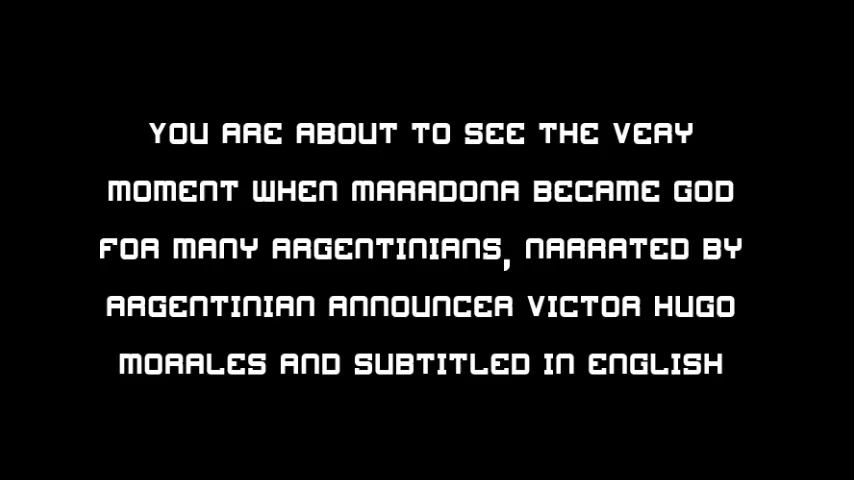 YOU ARE ABOUT TO SEE THE VERY
MOMENT WHEN MARADONA BECAME GOD
FOR MANY ARGENTINIANS, NARRATED BY
ARGENTINIAN ANNOUNCER VICTOR HUGO
MORALES AND SUBTITLED IN ENGLISH